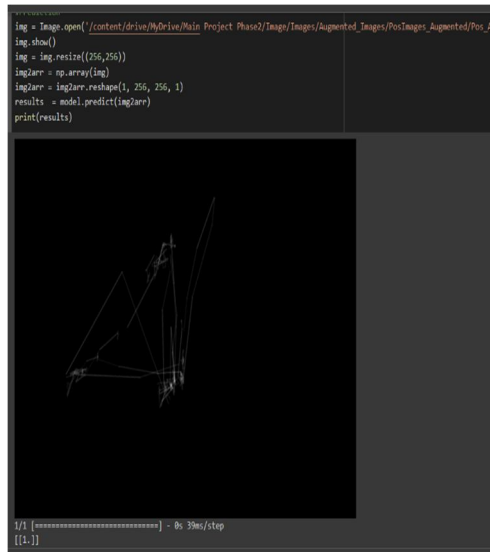 img = Image.open('/content/drive/MyDrive/Main Project Phase2/Image/Images/Augmented_Images/PosImages_Augmented/Pos_A
img.show()
img = img.resize((256,256))
img2arr = np.array(img)
img2arr = img2arr.reshape(1, 256, 256, 1)
results  = model.predict(img2arr)
print(results)
1/1 [==============================] - 0s 39ms/step
[[1.]]